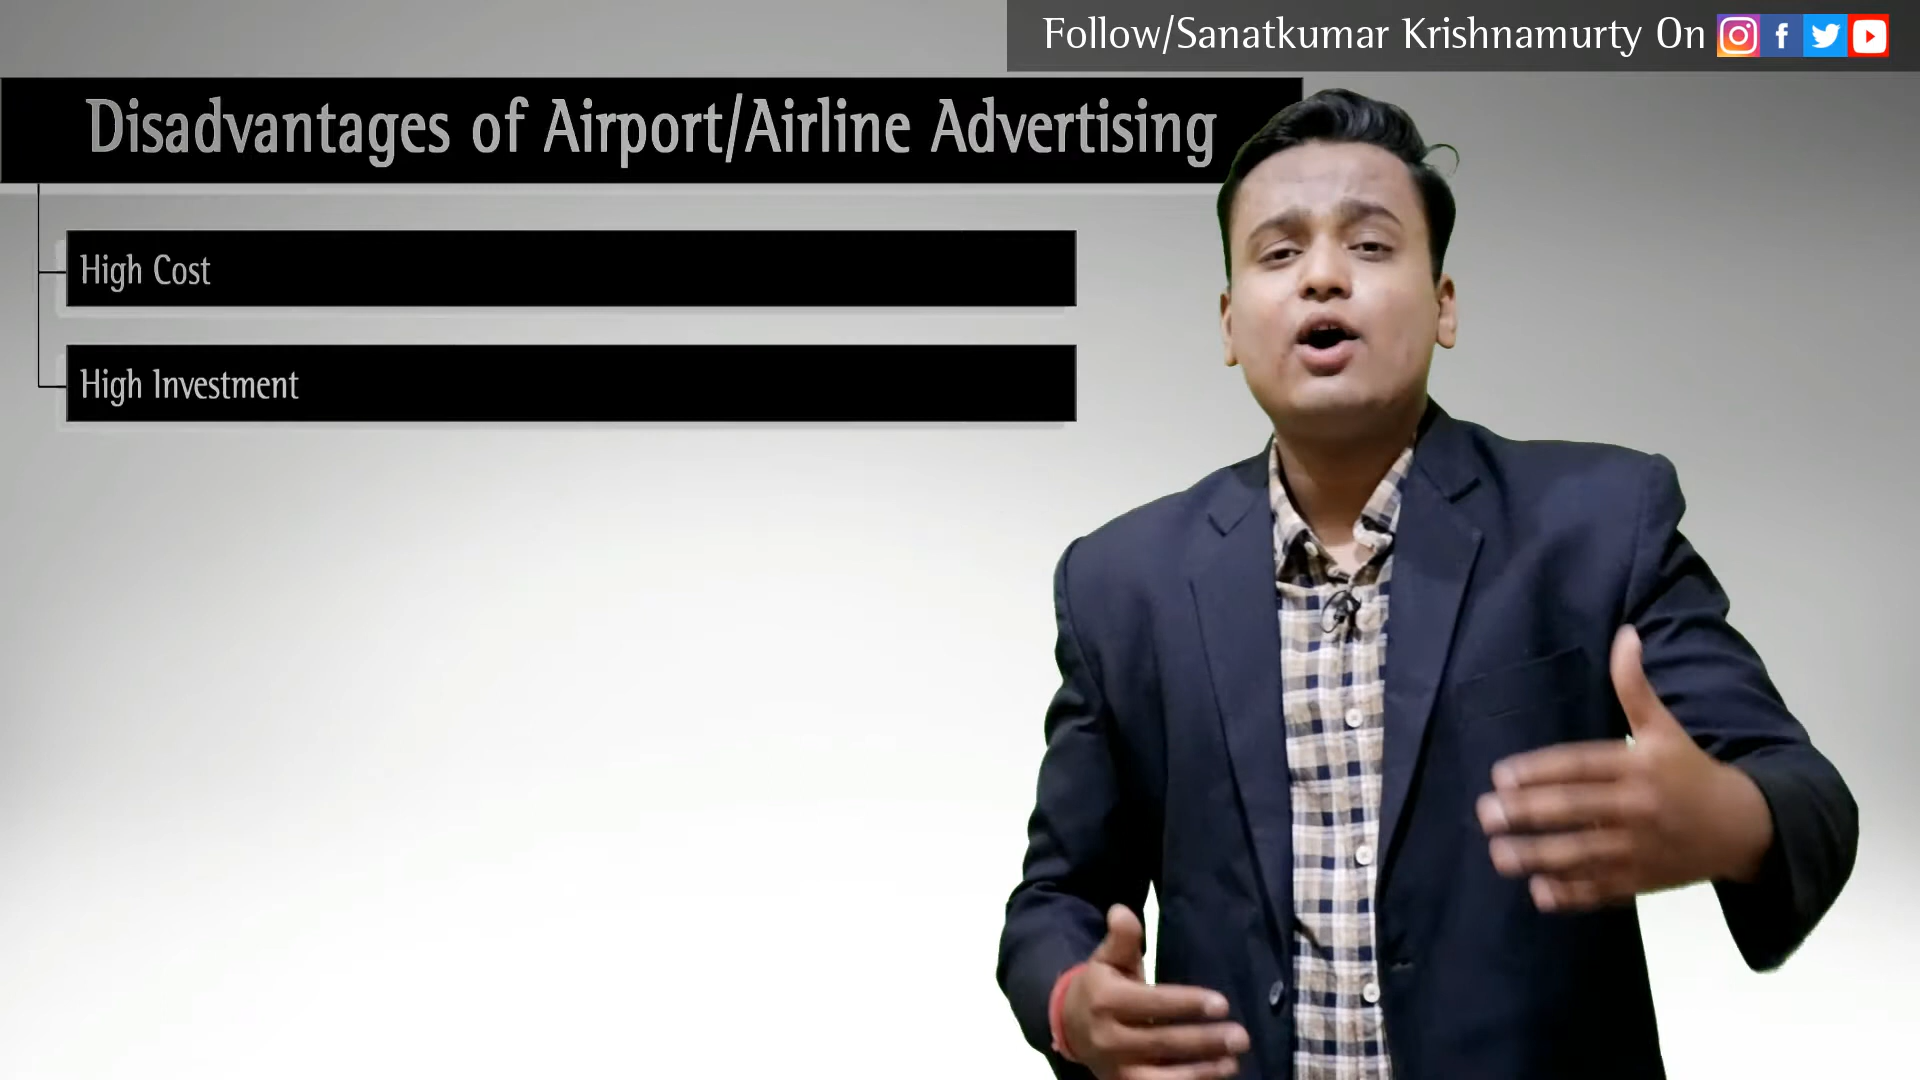 Follow/Sanatkumar Krishnamurty On
Disadvantages of Airport/Airline Advertising
High Cost
High Investment